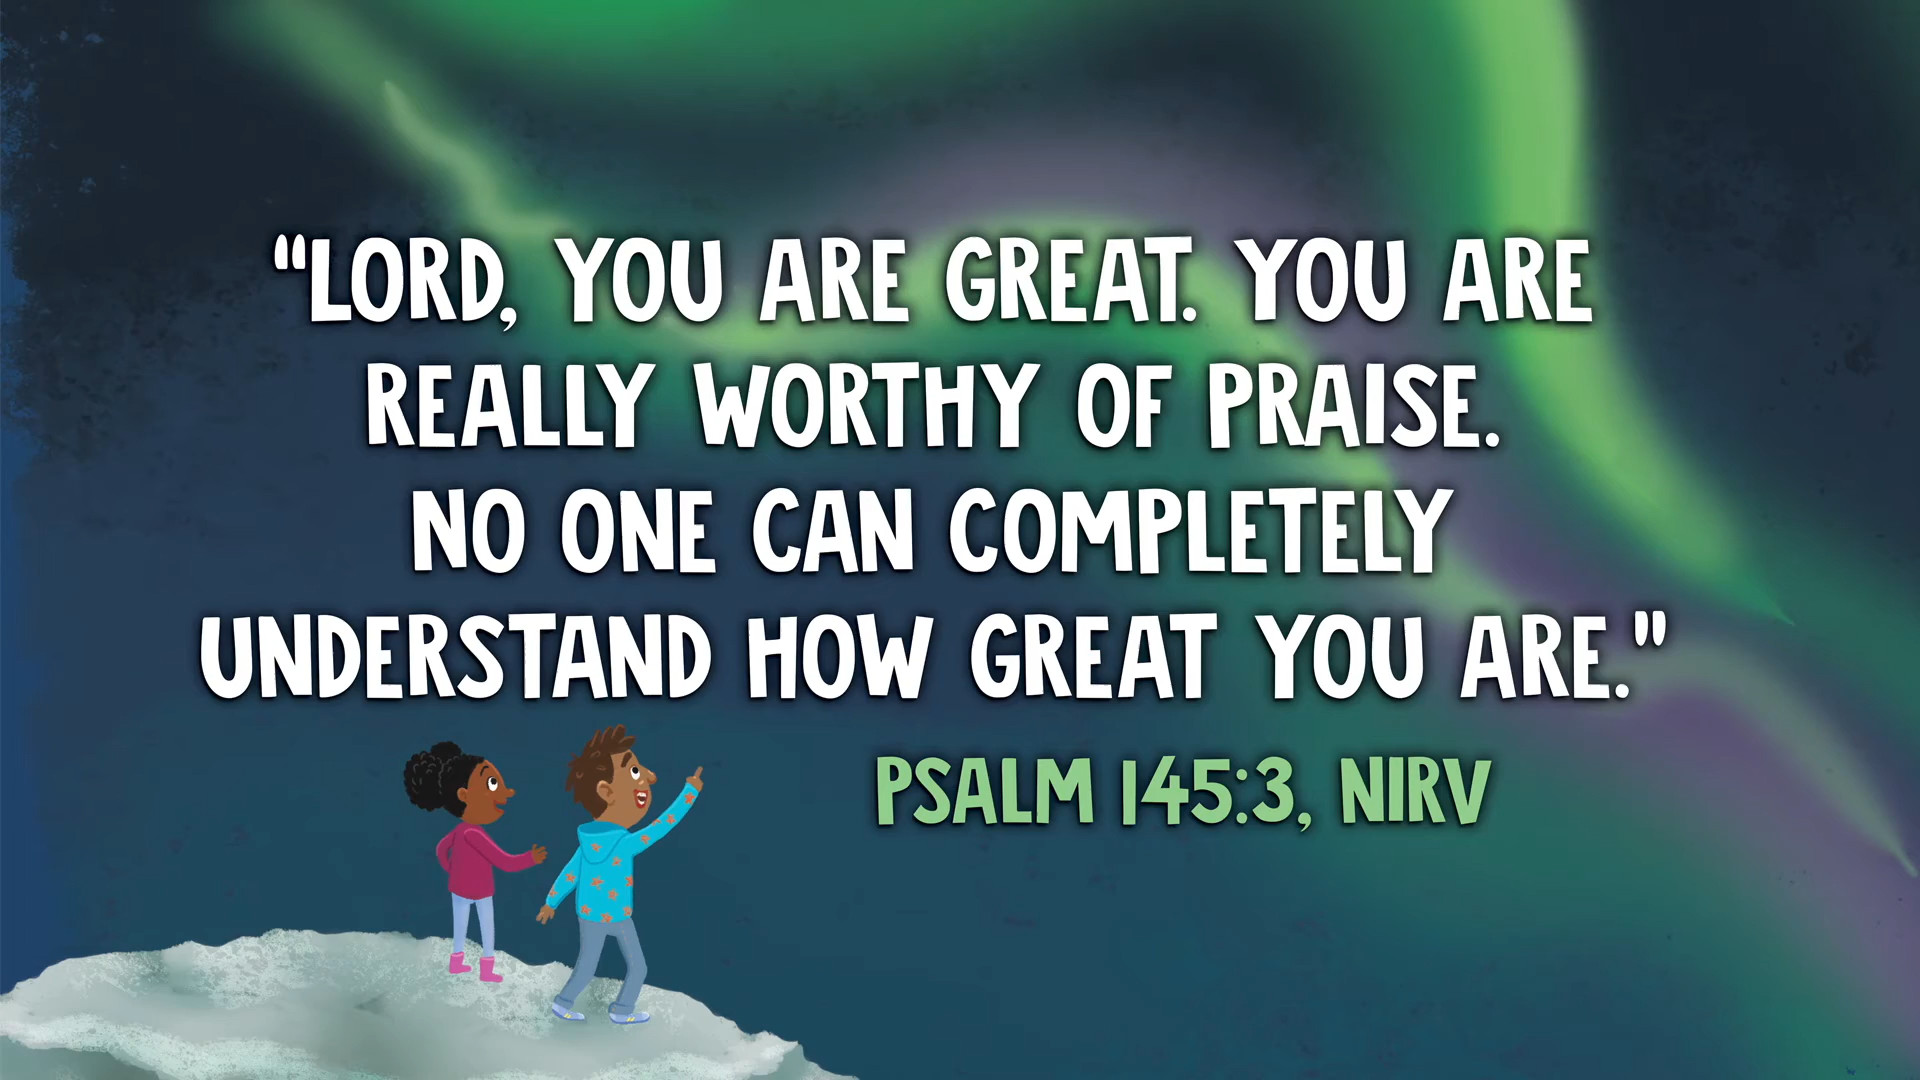 “LORD, YOU ARE GREAT. YOU ARE
REALLY WORTHY OF PRAISE.
NO ONE CAN COMPLETELY
UNDERSTAND HOW GREAT YOU ARE.”
PSALM 145:3, NIRV